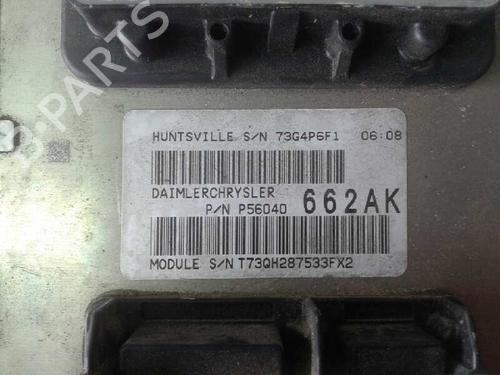 HUNTSVILLE S/N 73G4P6F1 06:08
DAIMLERCHRYSLER
P/N P56040 662AK
MODULE S/N T73QH287533FX2
B-PARTS